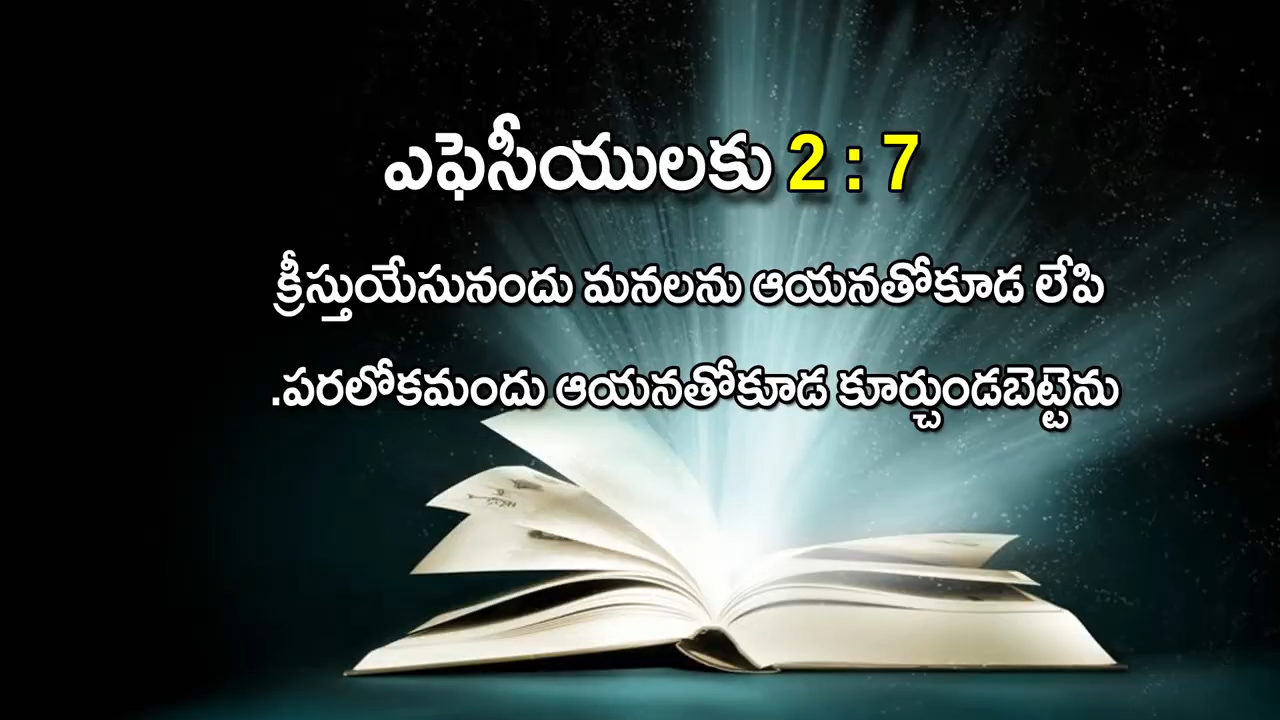 ఎఫెసీయులకు 2 : 7
క్రీస్తుయేసునందు మనలను ఆయనతోకూడ లేపి
.పరలోకమందు ఆయనతోకూడ కూర్చుండబెట్టెను